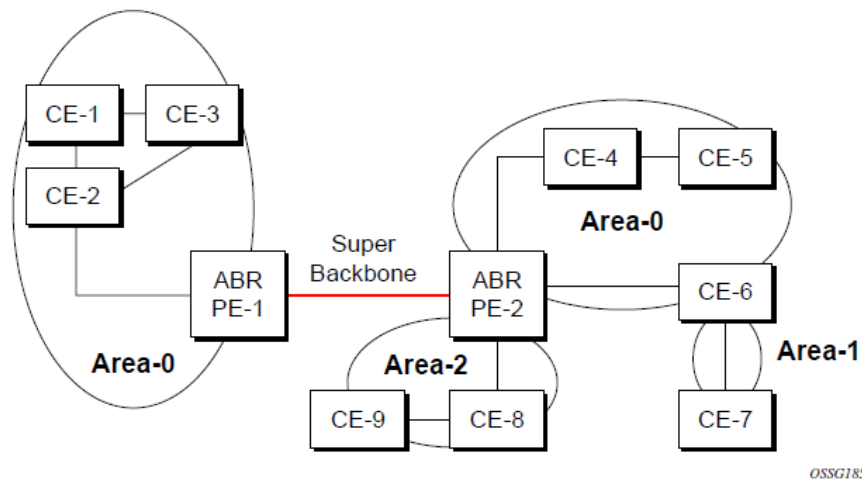 CE-1
CE-3
CE-2
ABR
PE-1
Area-0
Super
Backbone
CE-4
CE-5
Area-0
ABR
PE-2
CE-6
Area-2
Area-1
CE-9
CE-8
CE-7